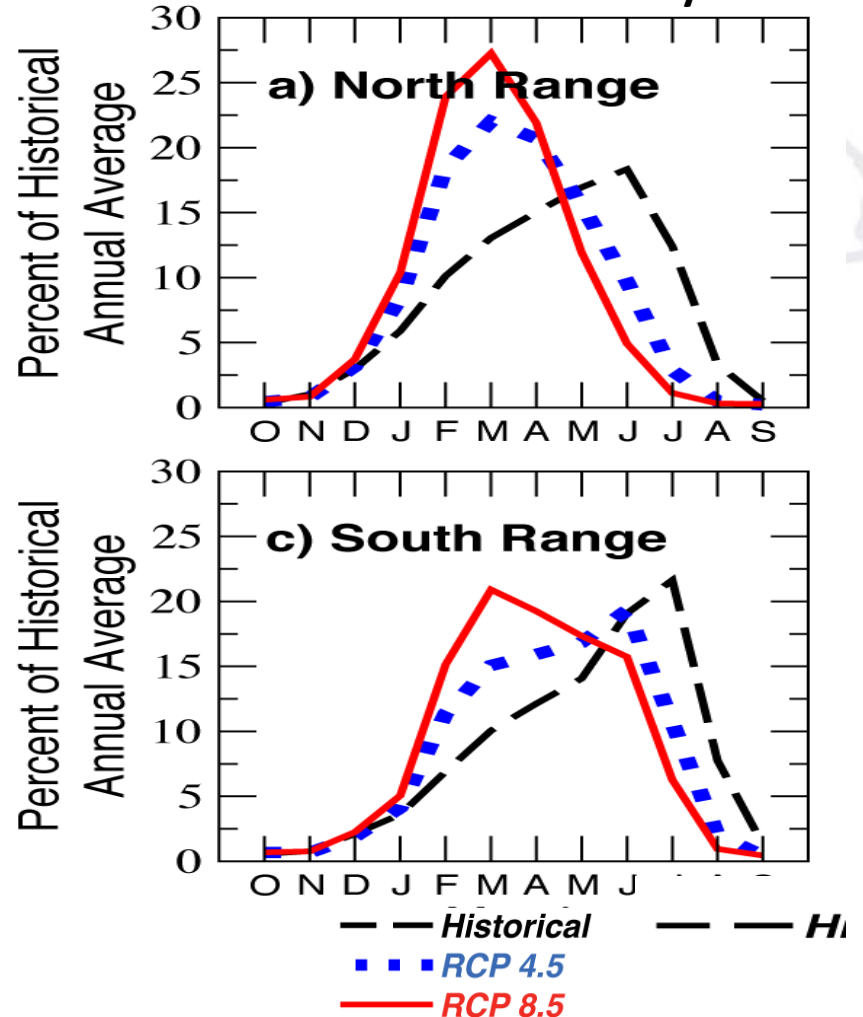 30
a) North Range
25
20
15
10
5
0
Percent of Historical
Annual Average
O N D J F M A M J J A S
30
c) South Range
25
20
15
10
5
0
Percent of Historical
Annual Average
O N D J F M A M J
Historical
RCP 4.5
RCP 8.5